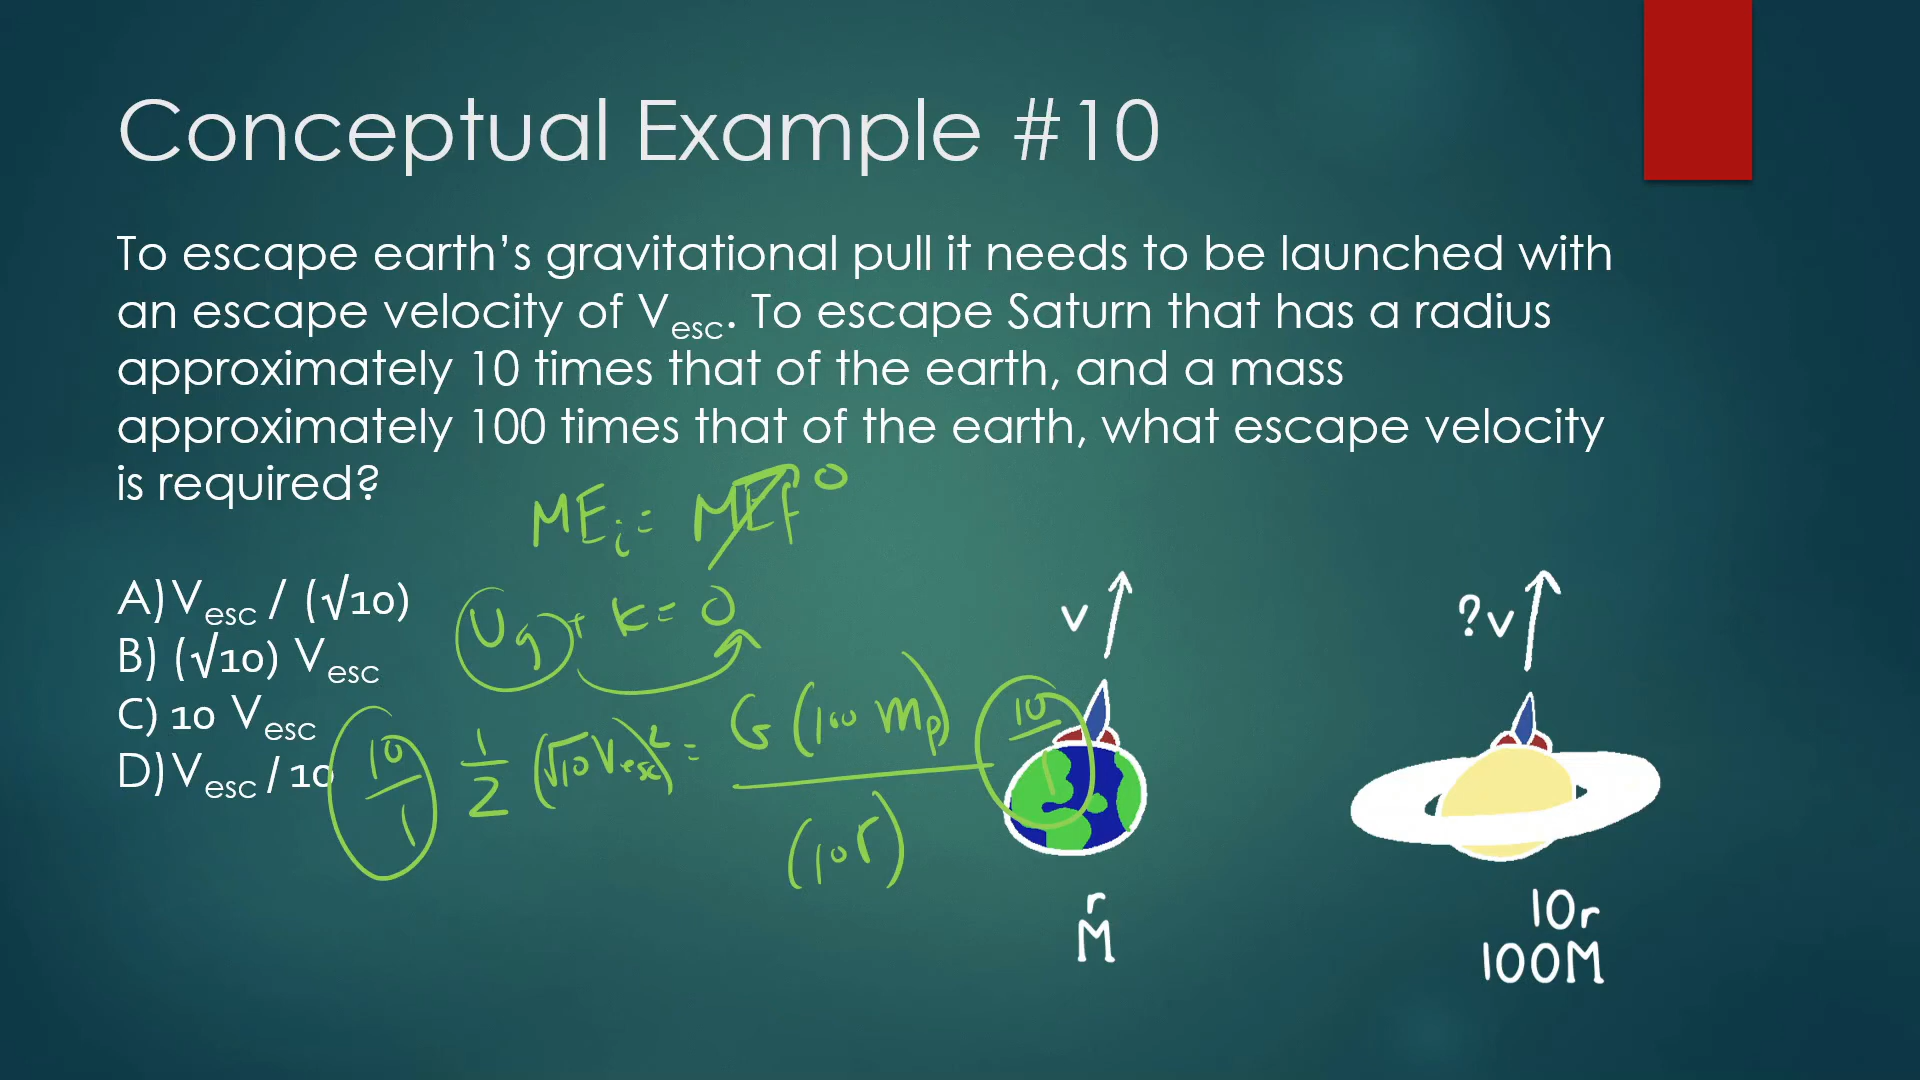 Conceptual Example #10
To escape earth’s gravitational pull it needs to be launched with
an escape velocity of Vesc. To escape Saturn that has a radius
approximately 10 times that of the earth, and a mass
approximately 100 times that of the earth, what escape velocity
is required?
MEi = MEf 0
A) Vesc / (√10)
B) (√10) Vesc
C) 10 Vesc
D) Vesc / 10
Ug + k = 0
10/1 1/2 (√10 Vesc)² = G (100 mp) / (10r) 10/1
v
r
M
?v
10r
100M